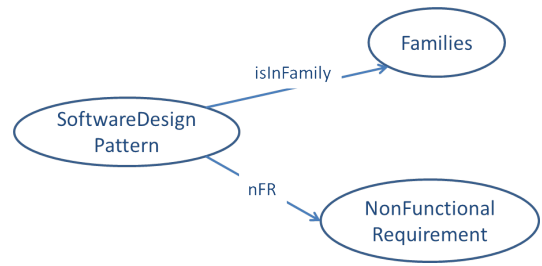 Families
isInFamily
SoftwareDesign
Pattern
nFR
NonFunctional
Requirement